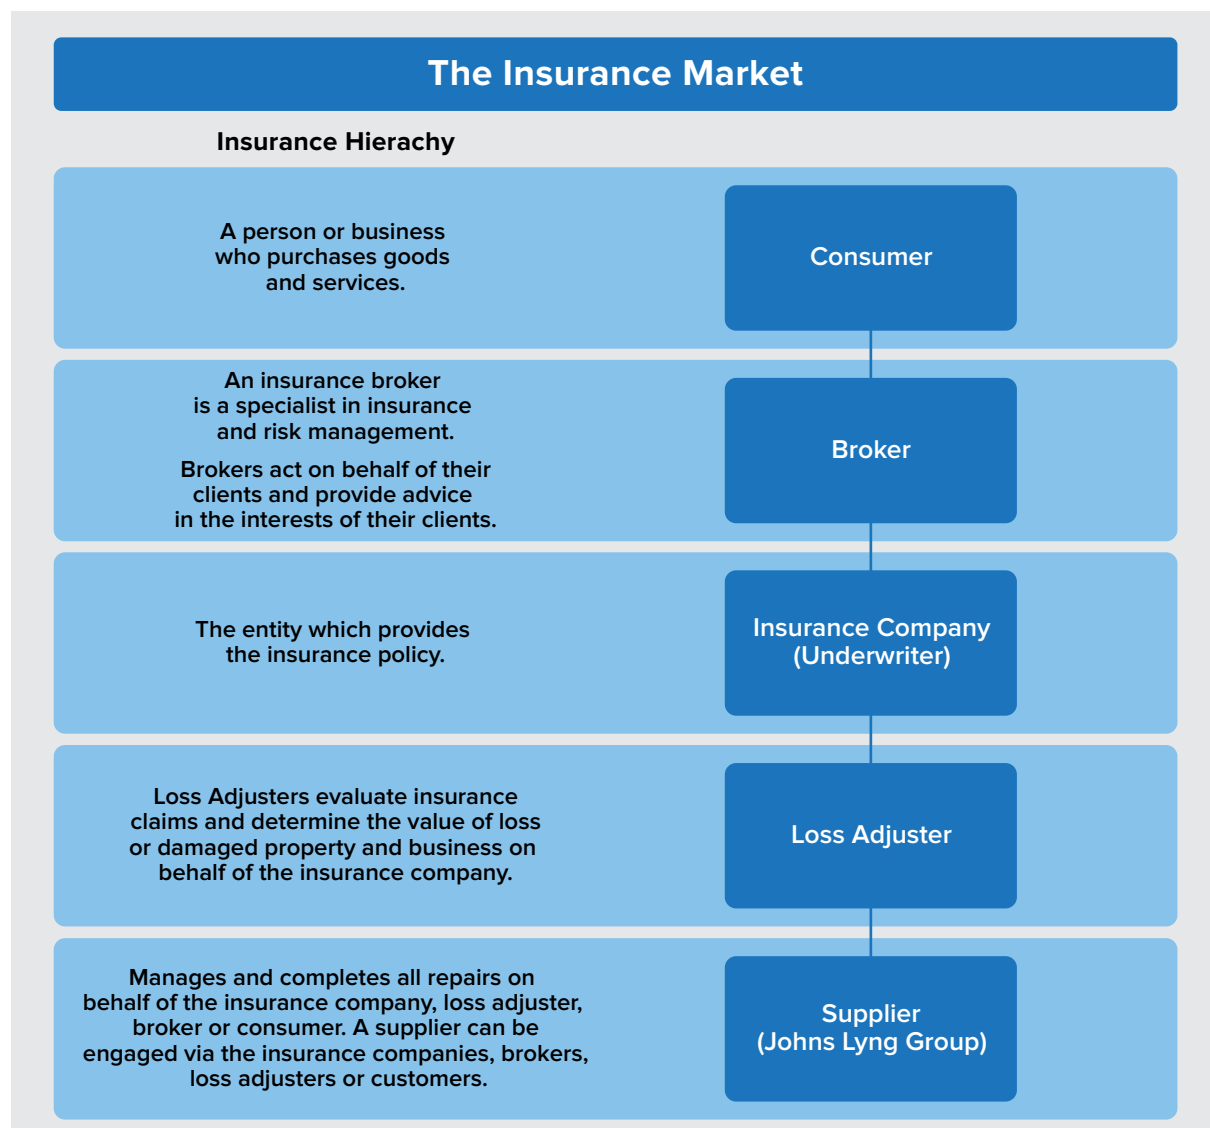 The Insurance Market
Insurance Hierachy
A person or business
who purchases goods
and services.
Consumer
An insurance broker
is a specialist in insurance
and risk management.
Brokers act on behalf of their
clients and provide advice
in the interests of their clients.
Broker
The entity which provides
the insurance policy.
Insurance Company
(Underwriter)
Loss Adjusters evaluate insurance
claims and determine the value of loss
or damaged property and business on
behalf of the insurance company.
Loss Adjuster
Manages and completes all repairs on
behalf of the insurance company, loss adjuster,
broker or consumer. A supplier can be
engaged via the insurance companies, brokers,
loss adjusters or customers.
Supplier
(Johns Lyng Group)